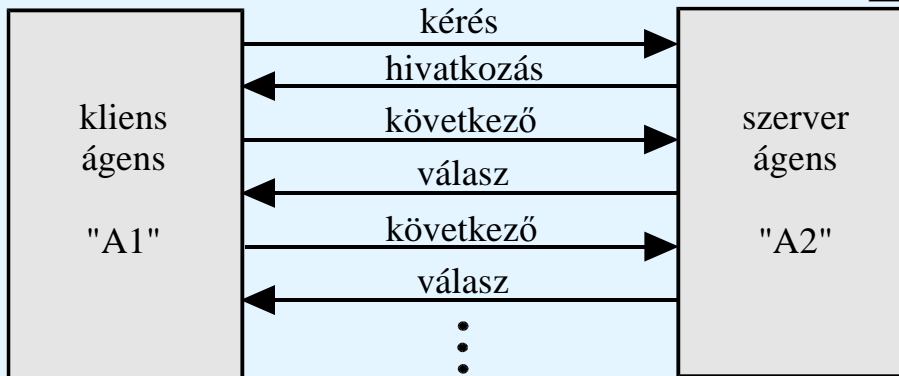 kliens
ágens
"A1"
kérés
hivatkozás
következő
válasz
következő
válasz
szerver
ágens
"A2"